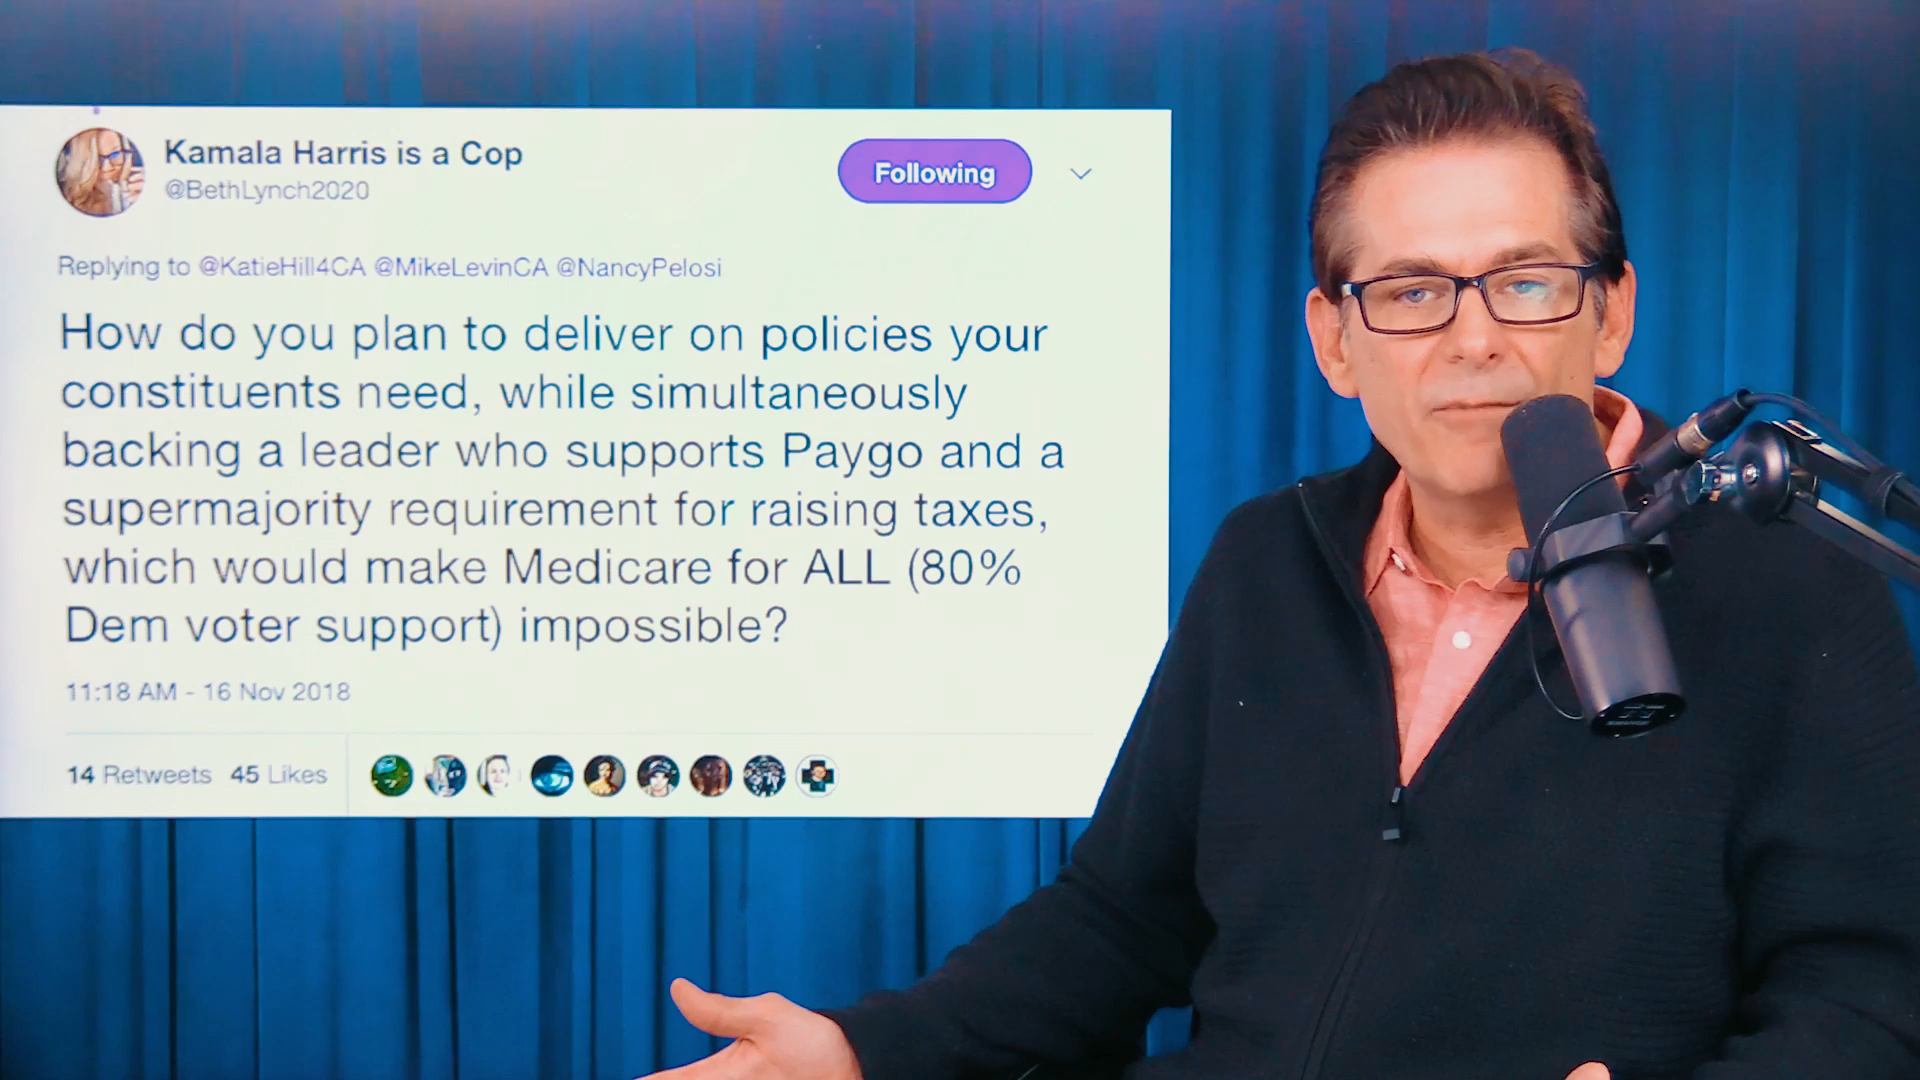 Kamala Harris is a Cop
@BethLynch2020
Following
Replying to @KatieHill4CA @MikeLevinCA @NancyPelosi
How do you plan to deliver on policies your
constituents need, while simultaneously
backing a leader who supports Paygo and a
supermajority requirement for raising taxes,
which would make Medicare for ALL (80%
Dem voter support) impossible?
11:18 AM - 16 Nov 2018
14 Retweets 45 Likes